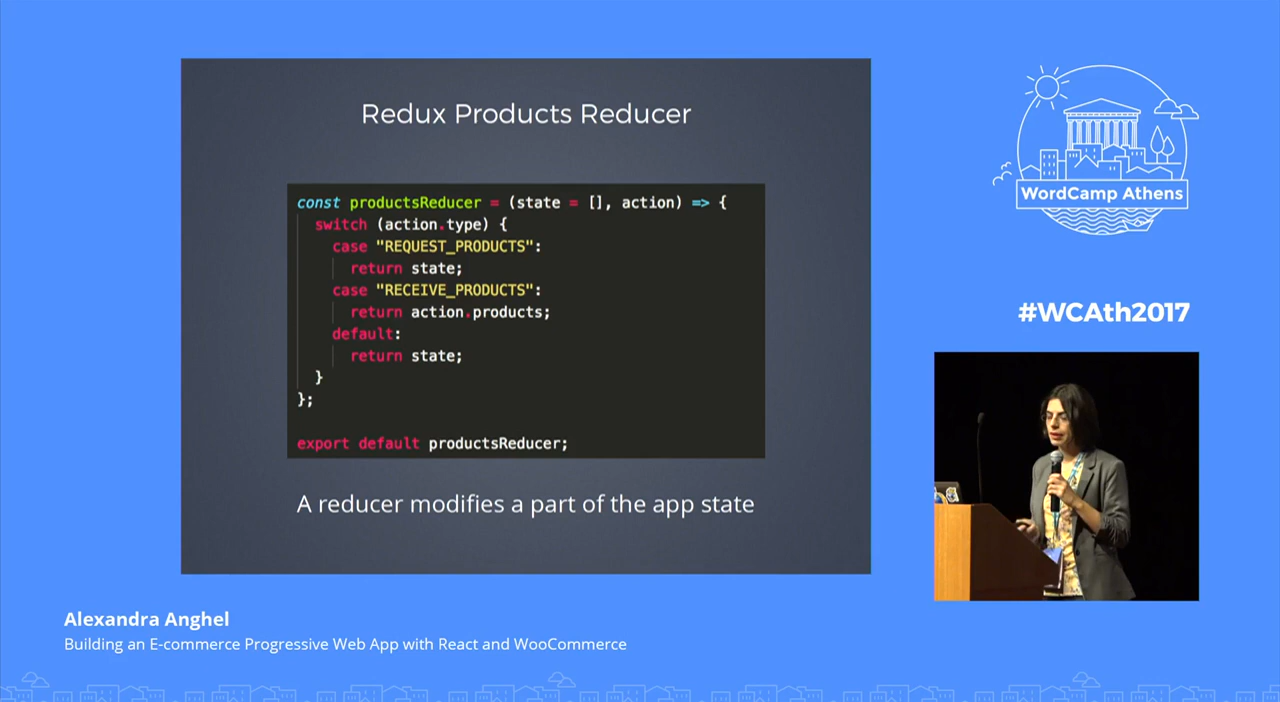 Redux Products Reducer
const productsReducer = (state = [], action) => {
switch (action.type) {
case "REQUEST_PRODUCTS":
return state;
case "RECEIVE_PRODUCTS":
return action.products;
default:
return state;
}
};
export default productsReducer;
A reducer modifies a part of the app state
WordCamp Athens
#WCAth2017
Alexandra Anghel
Building an E-commerce Progressive Web App with React and WooCommerce